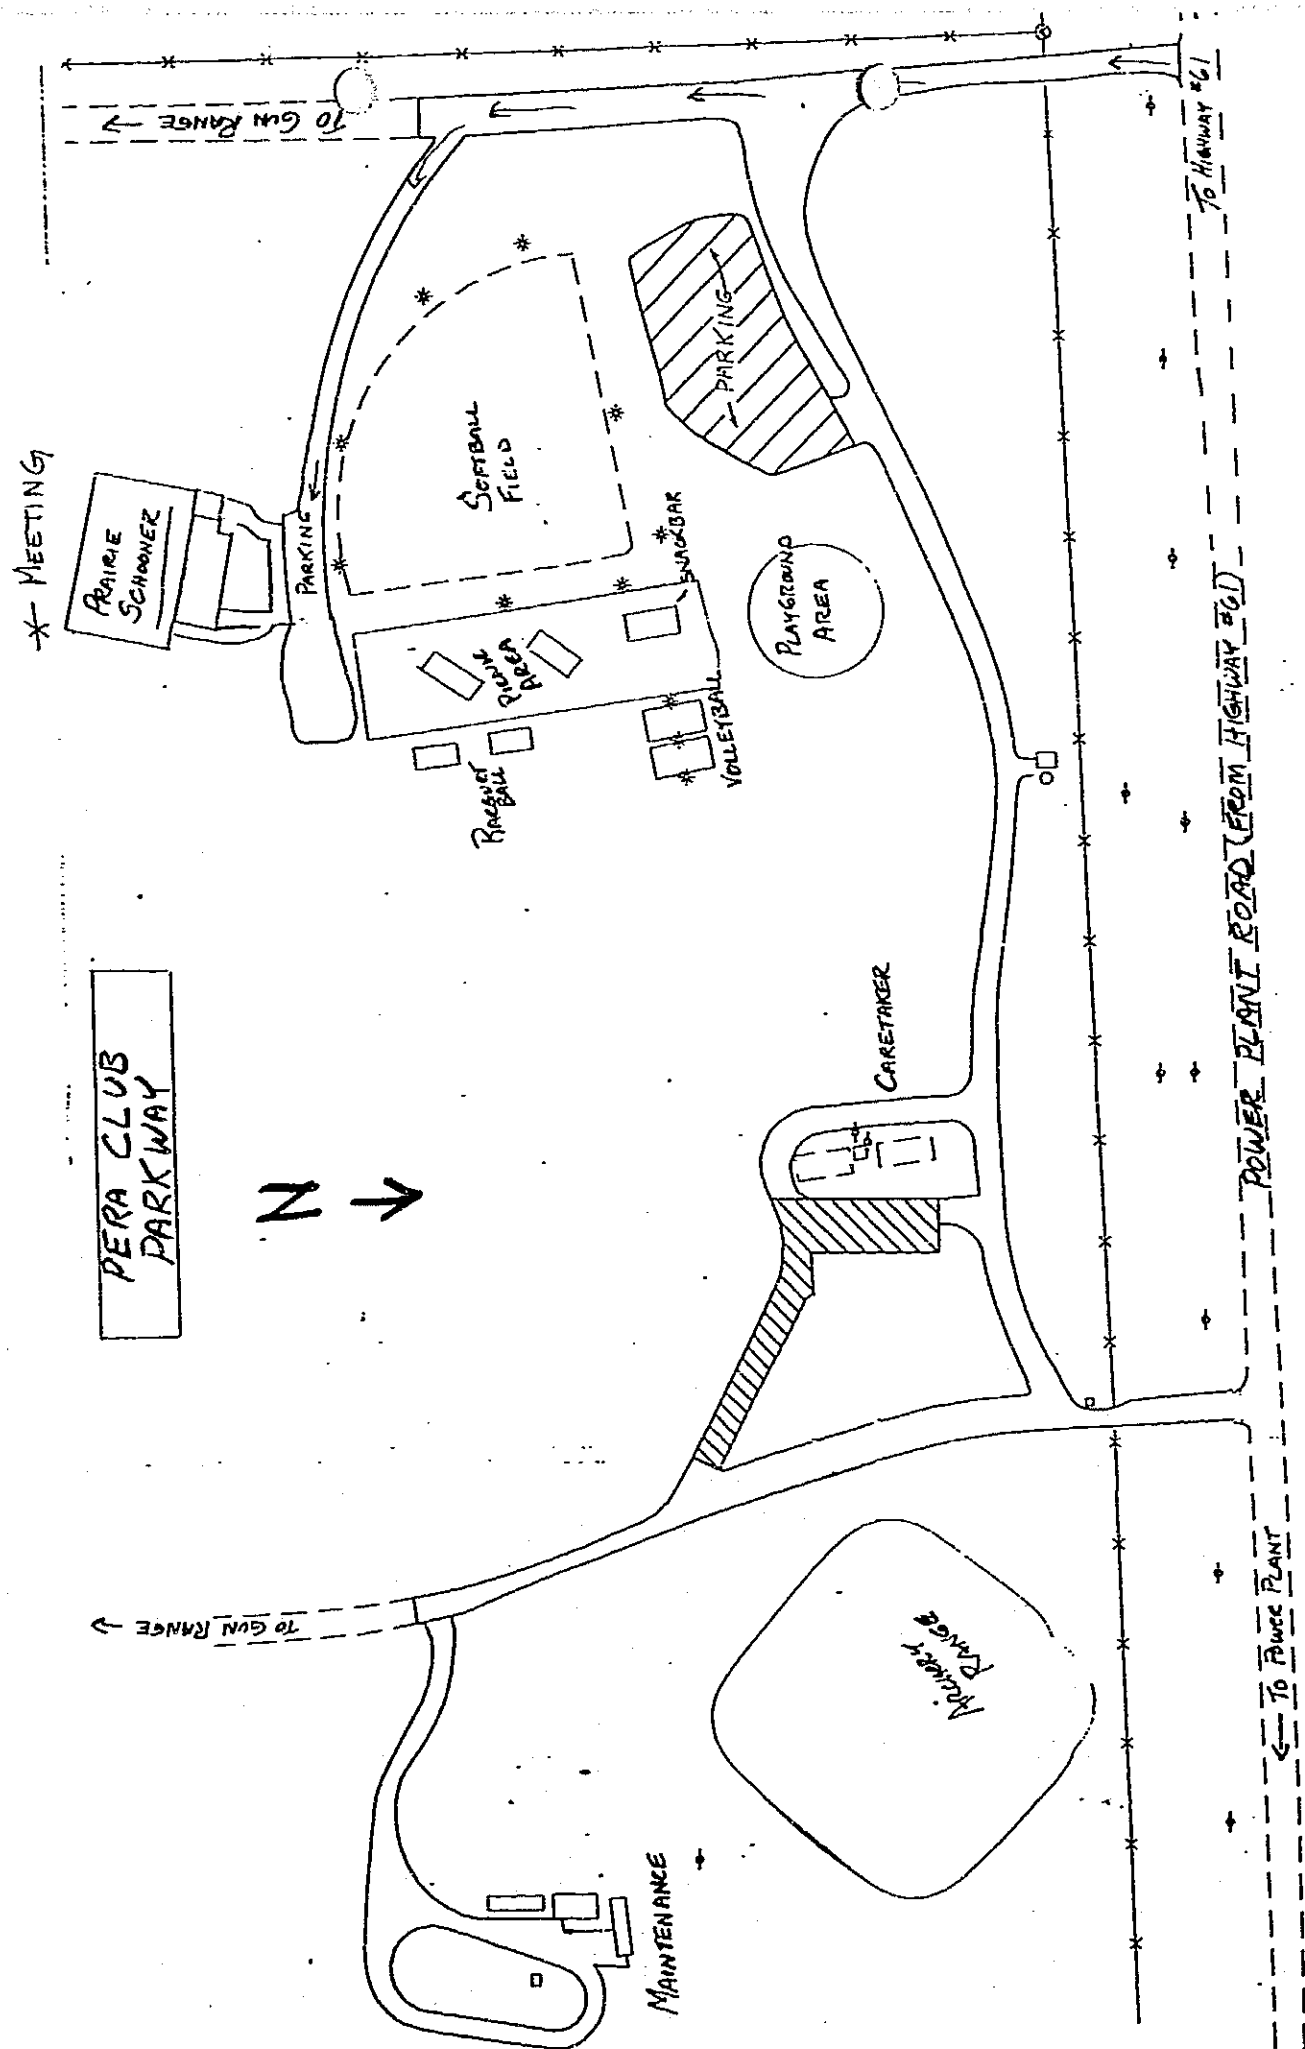 * MEETING
PRAIRIE
SCHOONER
TO GUN RANGE →
PARKING
SOFTBALL
FIELD
← PARKING →
SNACKBAR
PICNIC
AREA
PLAYGROUND
AREA
VOLLEYBALL
RACQUET
BALL
TO HIGHWAY #61
POWER PLANT ROAD (FROM HIGHWAY #61)
PERA CLUB
PARKWAY
N
CARETAKER
TO GUN RANGE →
ARCHERY
RANGE
← TO POWER PLANT
MAINTENANCE